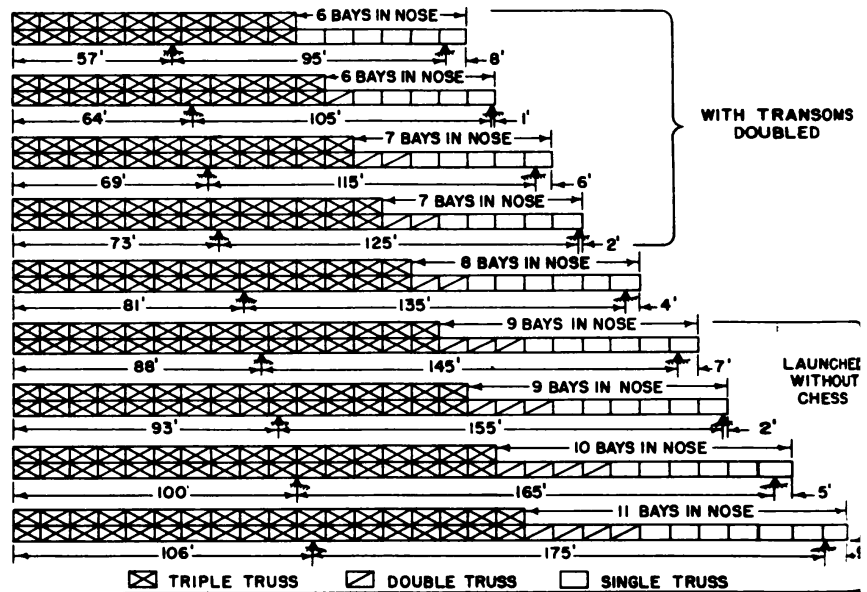 6 BAYS IN NOSE
57' 95' 8'
6 BAYS IN NOSE
64' 105' 1'
WITH TRANSOMS
DOUBLED
7 BAYS IN NOSE
69' 115' 6'
7 BAYS IN NOSE
73' 125' 2'
8 BAYS IN NOSE
81' 135' 4'
9 BAYS IN NOSE
88' 145' 7'
LAUNCHED
WITHOUT
CHESS
9 BAYS IN NOSE
93' 155' 2'
10 BAYS IN NOSE
100' 165' 5'
11 BAYS IN NOSE
106' 175'
TRIPLE TRUSS DOUBLE TRUSS SINGLE TRUSS